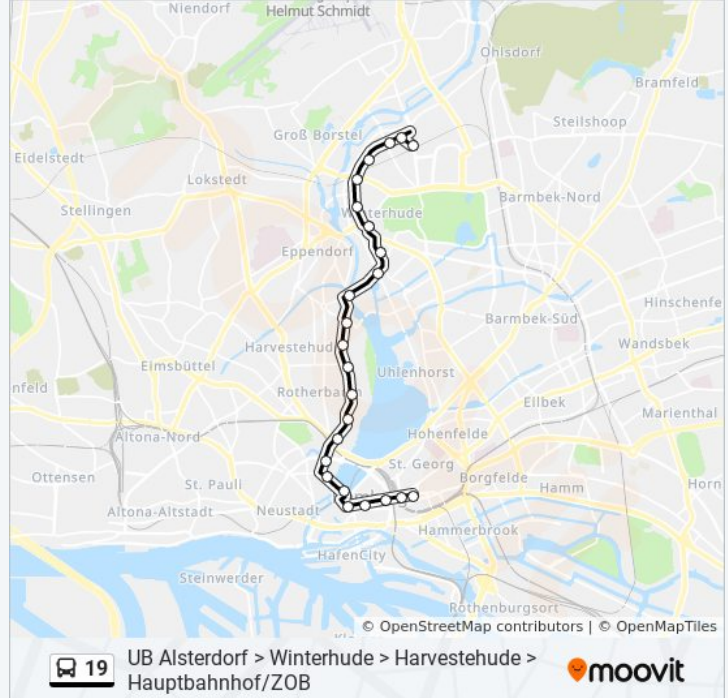 Niendorf
Helmut Schmidt
Ohlsdorf
Bramfeld
Groß Borstel
Steilshoop
Eidelstedt
Lokstedt
Barmbek-Nord
Stellingen
Winterhude
Eppendorf
Hinschenfe
Barmbek-Süd
Harvestehude
Wandsbek
Eimsbüttel
Uhlenhorst
nfeld
Rotherbaum
Eilbek
Marienthal
Altona-Nord
Hohenfelde
St. Georg
Ottensen
St. Pauli
Borgfelde
Horn
Hamm
Altona-Altstadt
Neustadt
Hammerbrook
HafenCity
Steinwerder
Rothenburgsort
© OpenStreetMap contributors | © OpenMapTiles
19
UB Alsterdorf > Winterhude > Harvestehude >
Hauptbahnhof/ZOB
moovit